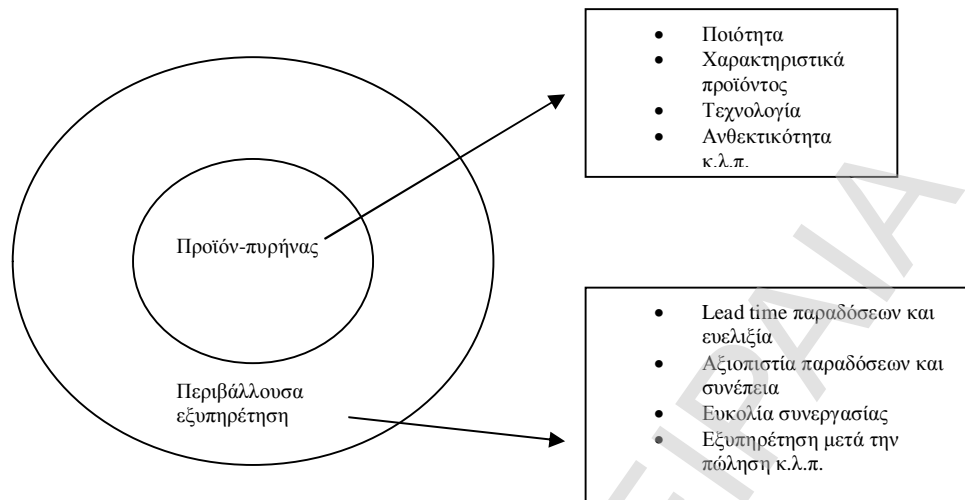 Προϊόν-πυρήνας
Περιβάλλουσα
εξυπηρέτηση
• Ποιότητα
• Χαρακτηριστικά
προϊόντος
• Τεχνολογία
• Ανθεκτικότητα
κ.λ.π.
• Lead time παραδόσεων και
ευελιξία
• Αξιοπιστία παραδόσεων και
συνέπεια
• Ευκολία συνεργασίας
• Εξυπηρέτηση μετά την
πώληση κ.λ.π.